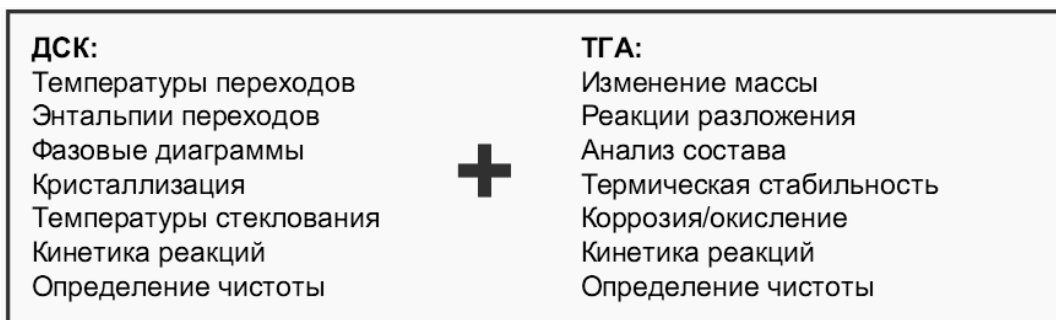 ДСК:
Температуры переходов
Энтальпии переходов
Фазовые диаграммы
Кристаллизация
Температуры стеклования
Кинетика реакций
Определение чистоты
+
ТГА:
Изменение массы
Реакции разложения
Анализ состава
Термическая стабильность
Коррозия/окисление
Кинетика реакций
Определение чистоты